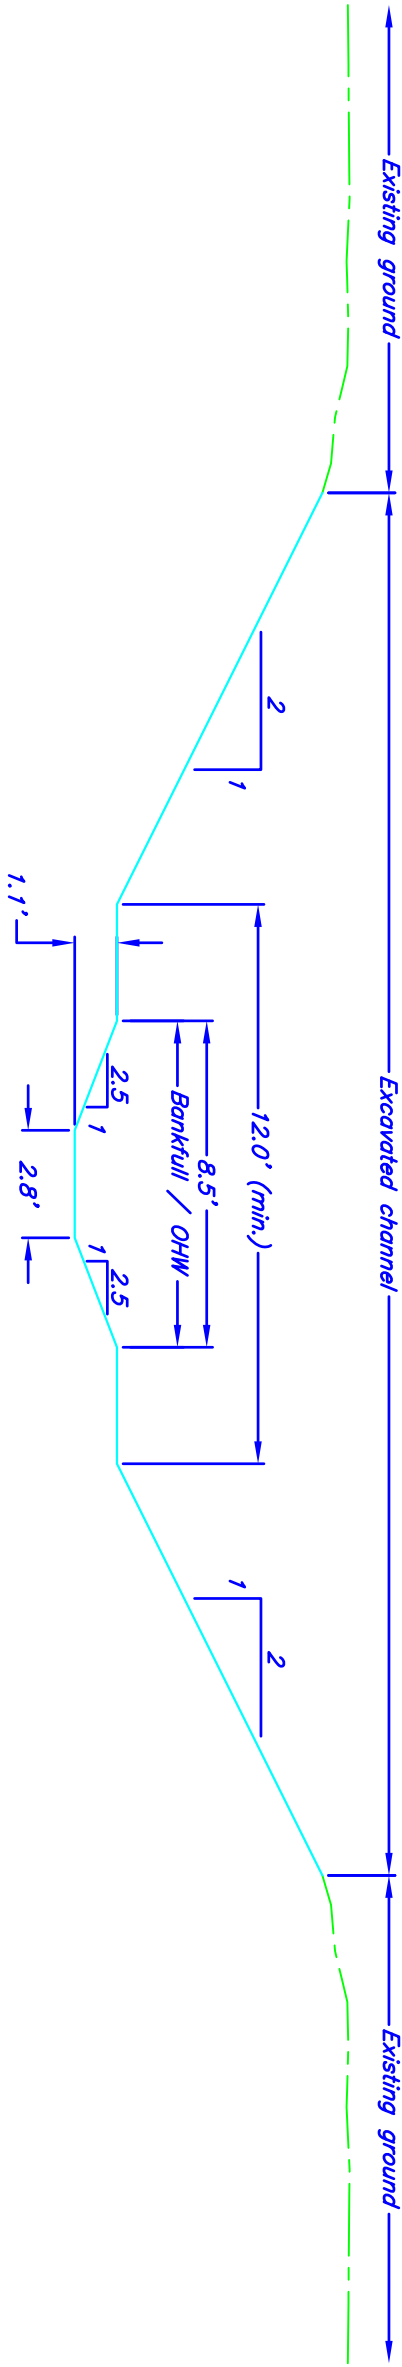 Existing ground
Excavated channel
Existing ground
2
1
1
2
12.0' (min.)
8.5'
Bankfull / OHW
2.5
1
1
2.5
1.1'
2.8'